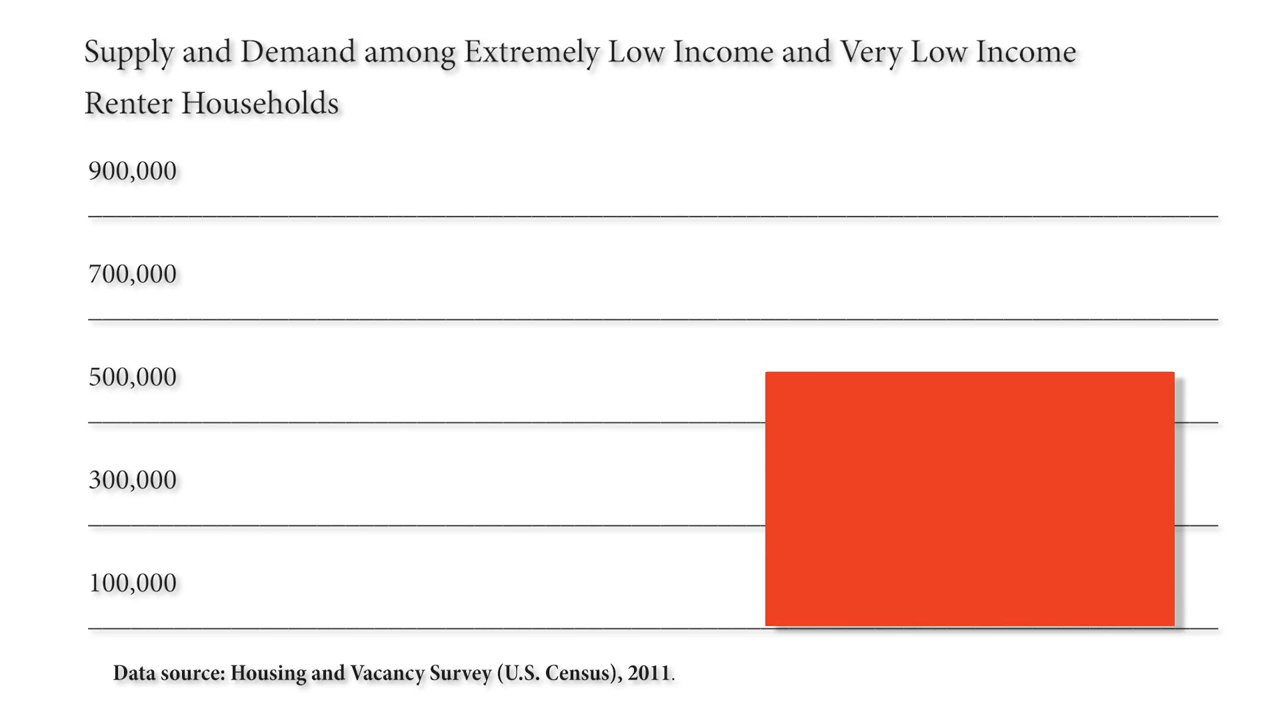 Supply and Demand among Extremely Low Income and Very Low Income
Renter Households
900,000
700,000
500,000
300,000
100,000
Data source: Housing and Vacancy Survey (U.S. Census), 2011.